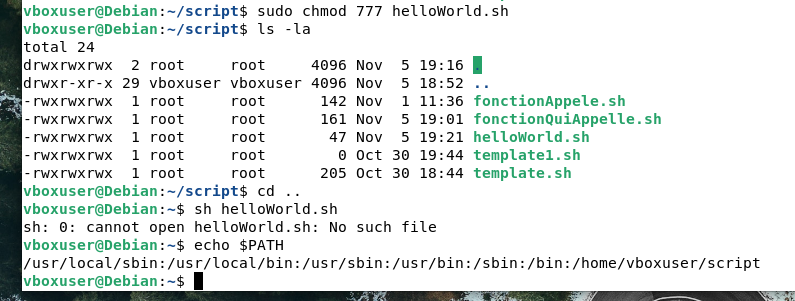 vboxuser@Debian:~/script$ sudo chmod 777 helloWorld.sh
vboxuser@Debian:~/script$ ls -la
total 24
drwxrwxrwx  2 root     root     4096 Nov  5 19:16 .
drwxr-xr-x 29 vboxuser vboxuser 4096 Nov  5 18:52 ..
-rwxrwxrwx  1 root     root      142 Nov  1 11:36 fonctionAppele.sh
-rwxrwxrwx  1 root     root      161 Nov  5 19:01 fonctionQuiAppelle.sh
-rwxrwxrwx  1 root     root       47 Nov  5 19:21 helloWorld.sh
-rwxrwxrwx  1 root     root        0 Oct 30 19:44 template1.sh
-rwxrwxrwx  1 root     root      205 Oct 30 18:44 template.sh
vboxuser@Debian:~/script$ cd ..
vboxuser@Debian:~$ sh helloWorld.sh
sh: 0: cannot open helloWorld.sh: No such file
vboxuser@Debian:~$ echo $PATH
/usr/local/sbin:/usr/local/bin:/usr/sbin:/usr/bin:/sbin:/bin:/home/vboxuser/script
vboxuser@Debian:~$